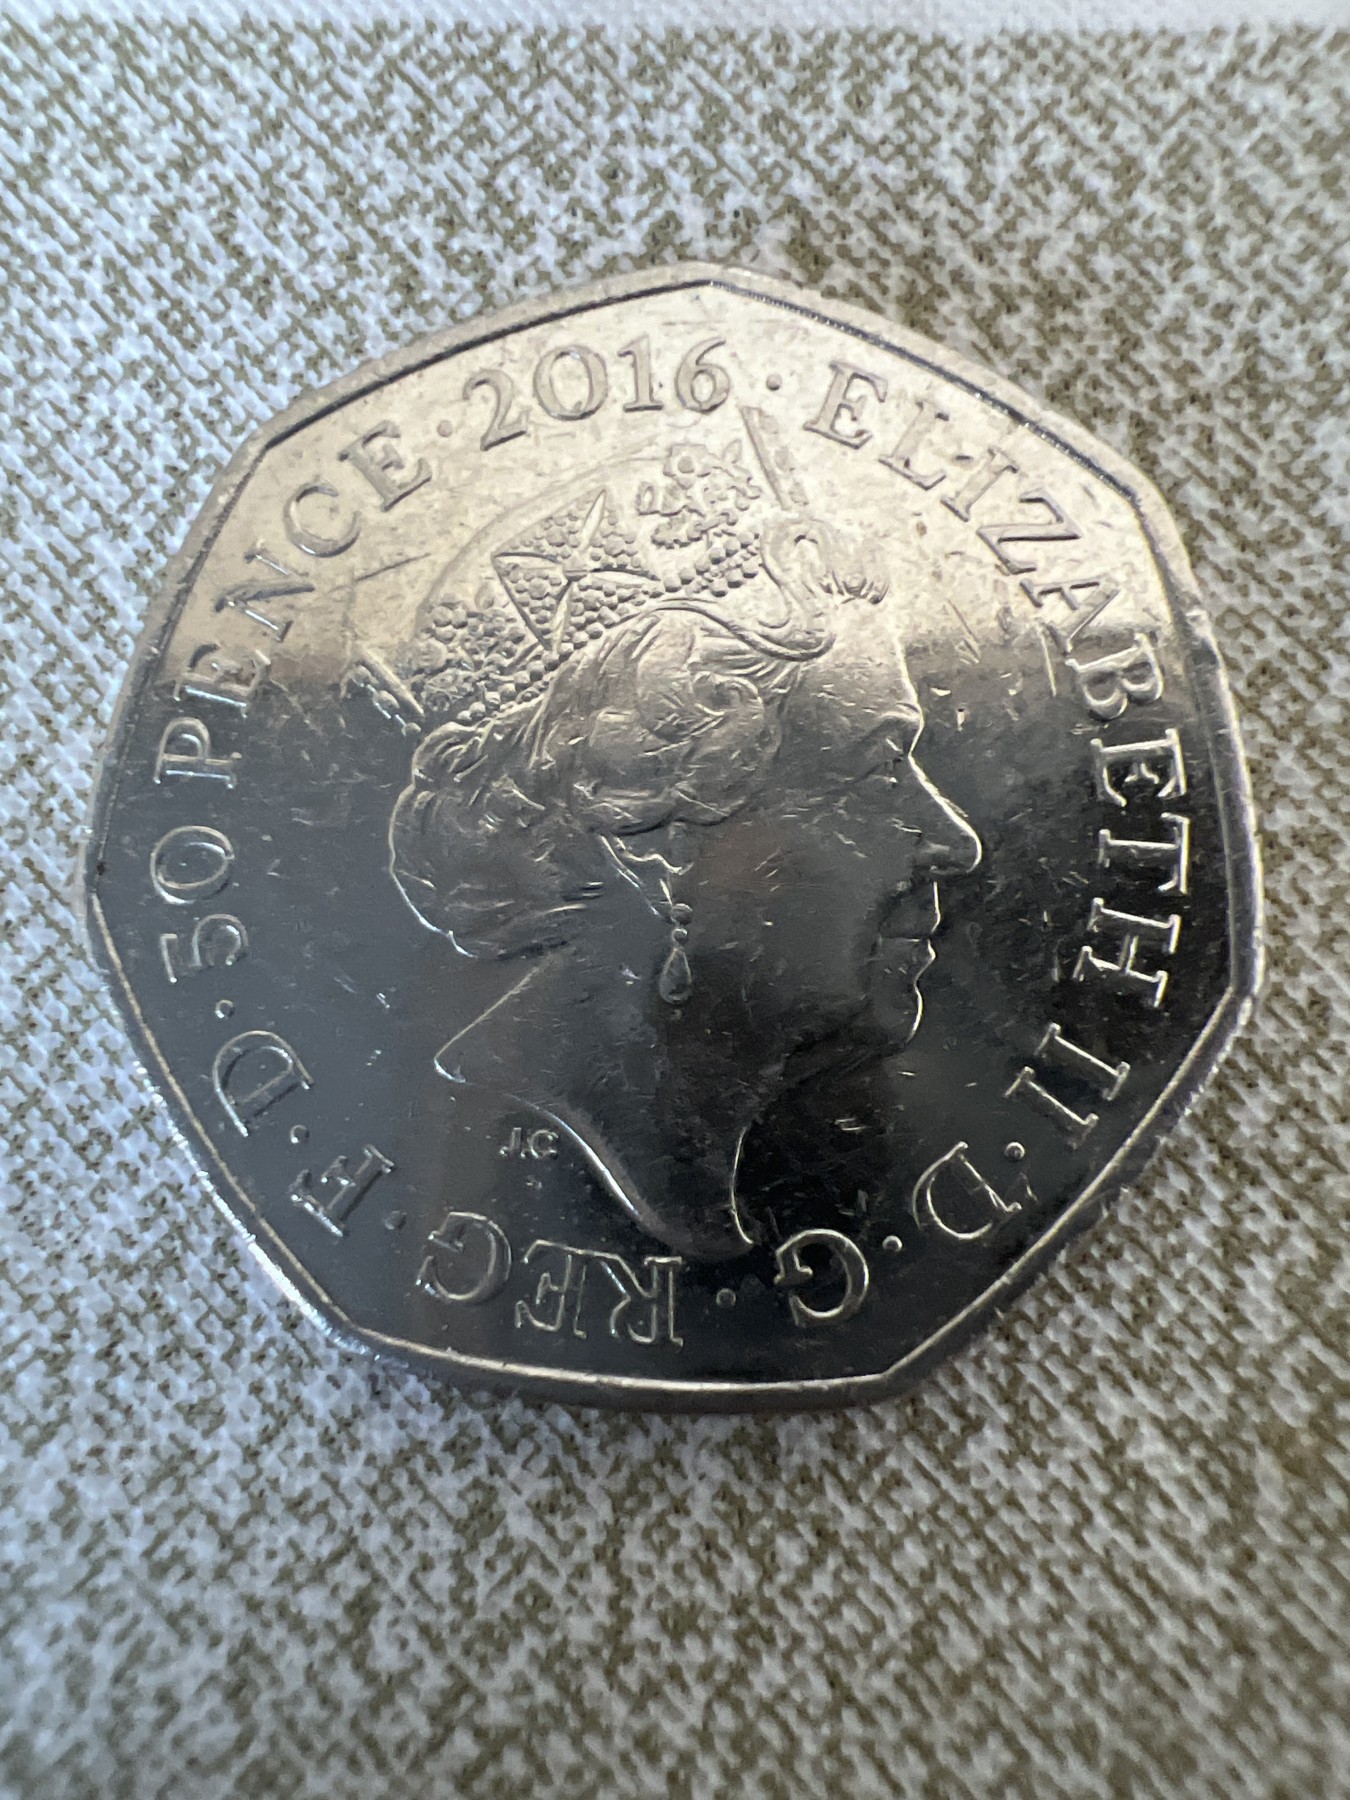 ELIZABETH II · D · G · REG · F · D · 50 PENCE · 2016 ·